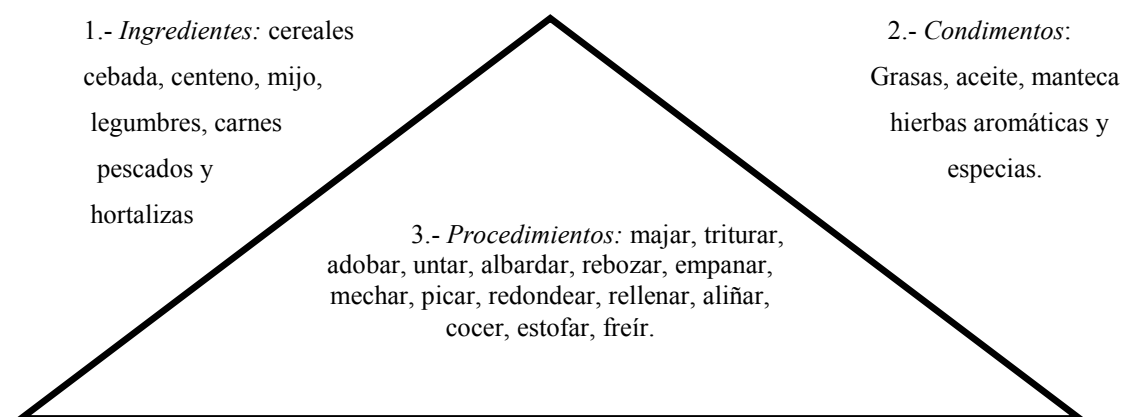 1.- Ingredientes: cereales
cebada, centeno, mijo,
legumbres, carnes
pescados y
hortalizas
2.- Condimentos:
Grasas, aceite, manteca
hierbas aromáticas y
especias.
3.- Procedimientos: majar, triturar,
adobar, untar, albardar, rebozar, empanar,
mechar, picar, redondear, rellenar, aliñar,
cocer, estofar, freír.